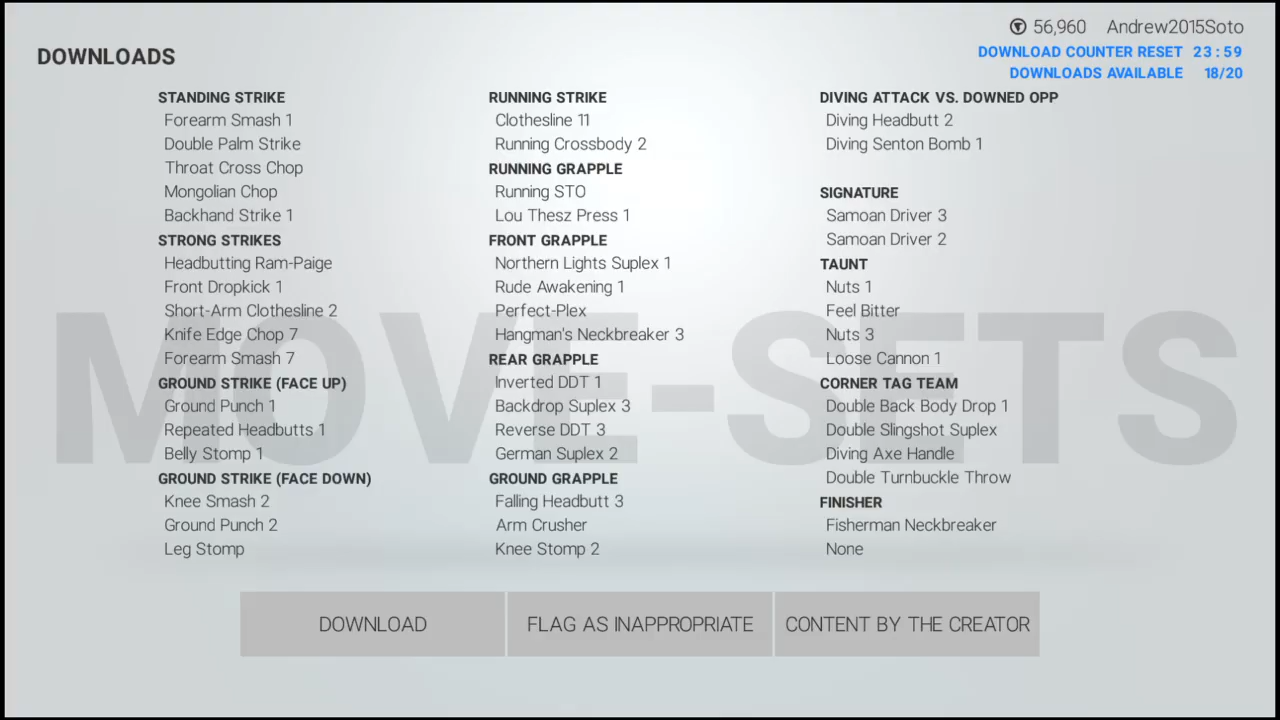 56,960 Andrew2015Soto
DOWNLOADS
DOWNLOAD COUNTER RESET 23 : 59
DOWNLOADS AVAILABLE 18/20
STANDING STRIKE
Forearm Smash 1
Double Palm Strike
Throat Cross Chop
Mongolian Chop
Backhand Strike 1
STRONG STRIKES
Headbutting Ram-Paige
Front Dropkick 1
Short-Arm Clothesline 2
Knife Edge Chop 7
Forearm Smash 7
GROUND STRIKE (FACE UP)
Ground Punch 1
Repeated Headbutts 1
Belly Stomp 1
GROUND STRIKE (FACE DOWN)
Knee Smash 2
Ground Punch 2
Leg Stomp
RUNNING STRIKE
Clothesline 11
Running Crossbody 2
RUNNING GRAPPLE
Running STO
Lou Thesz Press 1
FRONT GRAPPLE
Northern Lights Suplex 1
Rude Awakening 1
Perfect-Plex
Hangman's Neckbreaker 3
REAR GRAPPLE
Inverted DDT 1
Backdrop Suplex 3
Reverse DDT 3
German Suplex 2
GROUND GRAPPLE
Falling Headbutt 3
Arm Crusher
Knee Stomp 2
DIVING ATTACK VS. DOWNED OPP
Diving Headbutt 2
Diving Senton Bomb 1
SIGNATURE
Samoan Driver 3
Samoan Driver 2
TAUNT
Nuts 1
Feel Bitter
Nuts 3
Loose Cannon 1
CORNER TAG TEAM
Double Back Body Drop 1
Double Slingshot Suplex
Diving Axe Handle
Double Turnbuckle Throw
FINISHER
Fisherman Neckbreaker
None
MOVE-SETS
DOWNLOAD
FLAG AS INAPPROPRIATE
CONTENT BY THE CREATOR